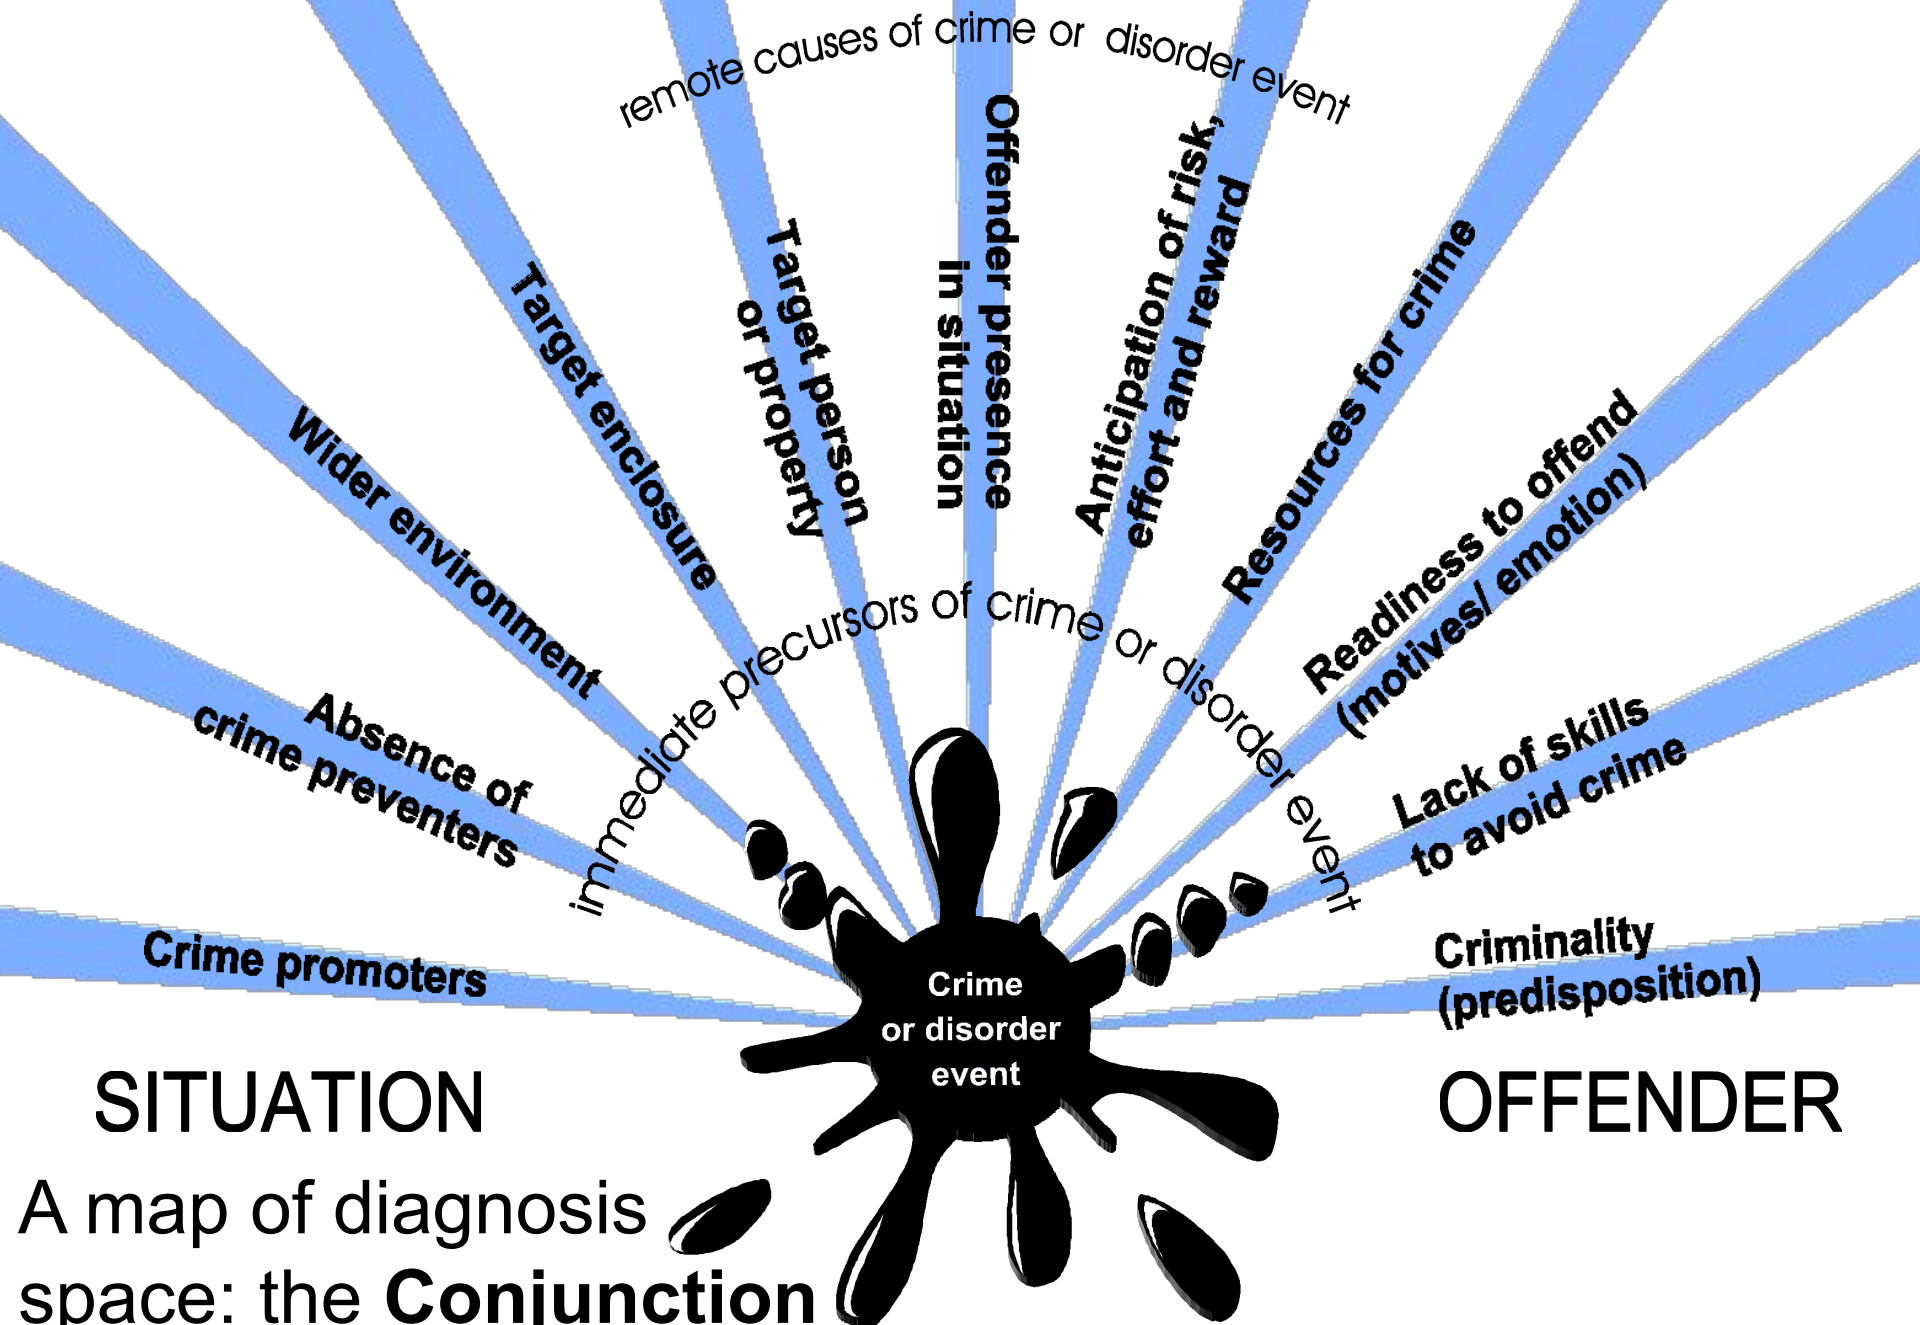 remote causes of crime or disorder event
Crime promoters
Absence of
crime preventers
Wider environment
Target enclosure
Target person
or property
Offender presence
in situation
Anticipation of risk,
effort and reward
Resources for crime
Readiness to offend
(motives/ emotion)
Lack of skills
to avoid crime
Criminality
(predisposition)
immediate precursors of crime or disorder event
Crime
or disorder
event
SITUATION
OFFENDER
A map of diagnosis
space: the Conjunction